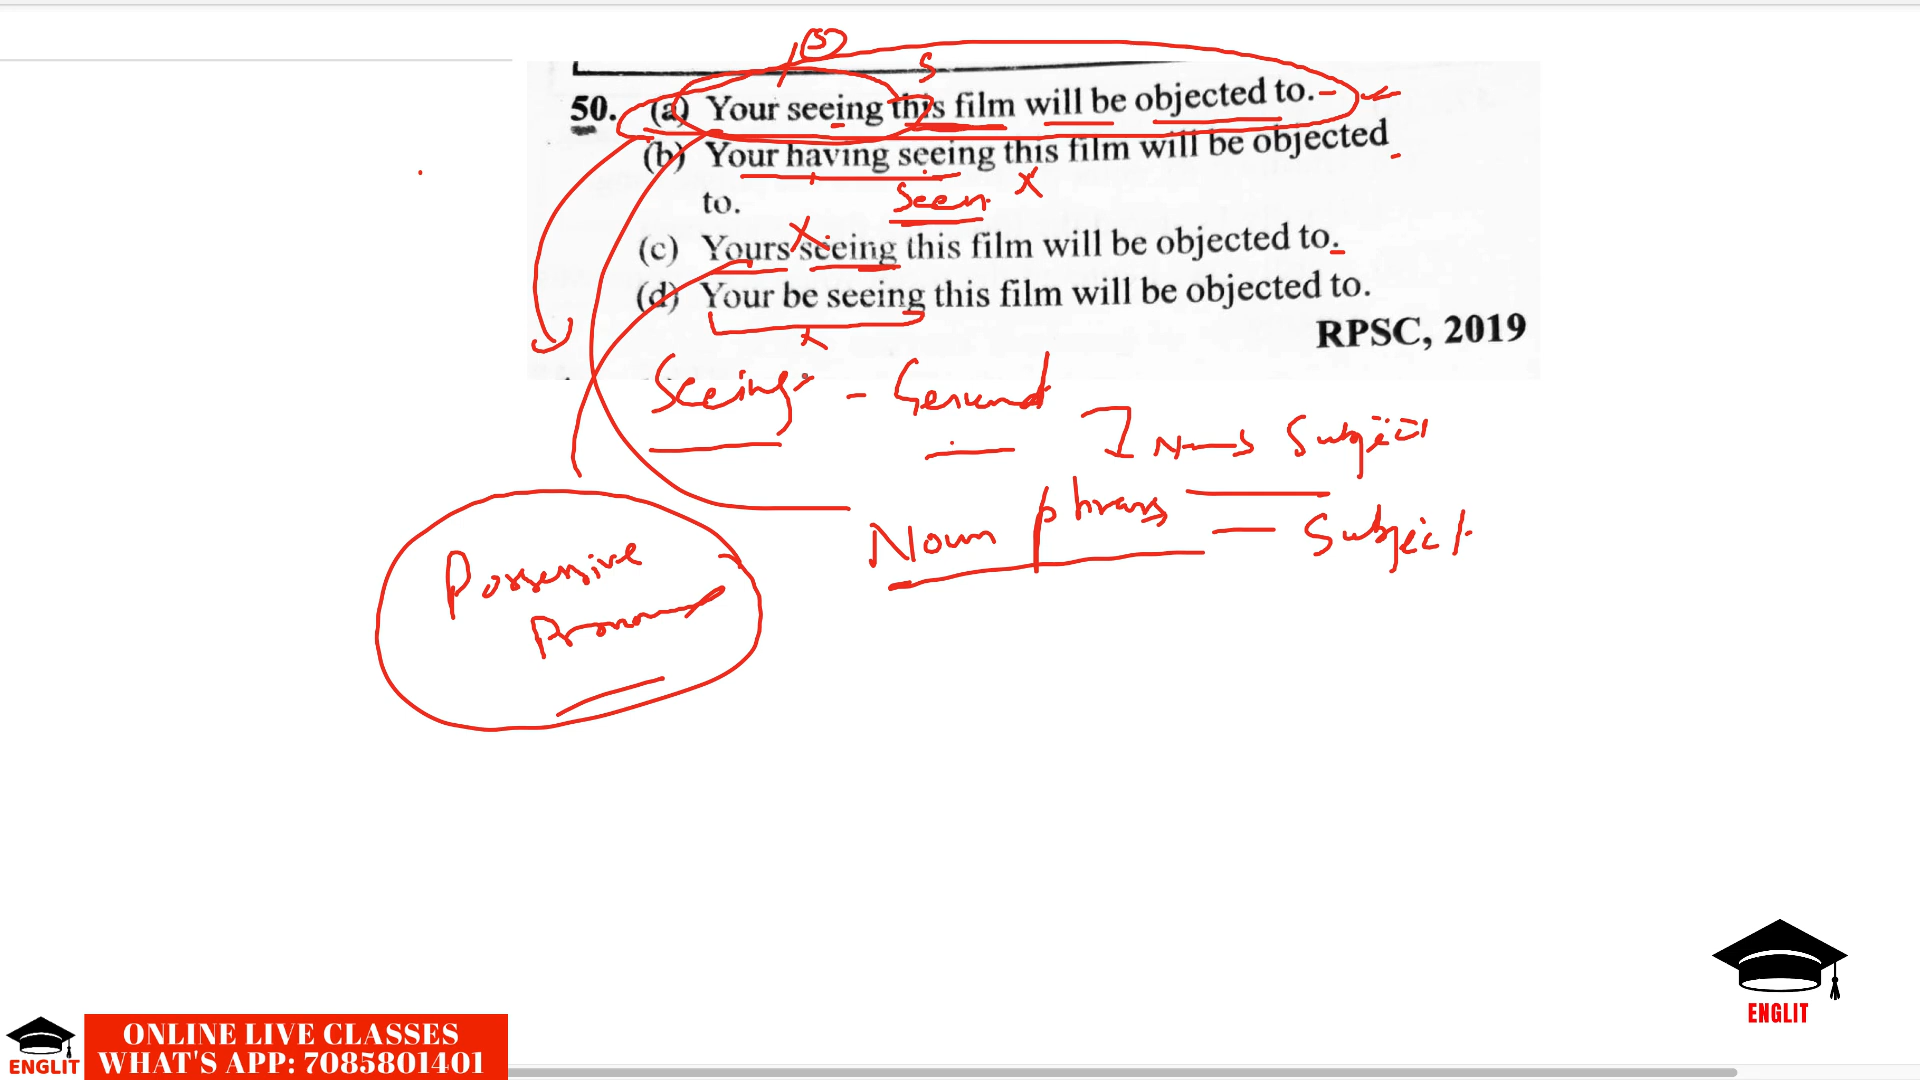 (S)
S
50. (a) Your seeing this film will be objected to.
(b) Your having seeing this film will be objected
to.
Seen
(c) Yours seeing this film will be objected to.
(d) Your be seeing this film will be objected to.
RPSC, 2019
Seeing - Gerund
Subject
Noun phrase - Subject
Possessive
Pronoun
ENGLIT
ONLINE LIVE CLASSES
WHAT'S APP: 7085801401
ENGLIT